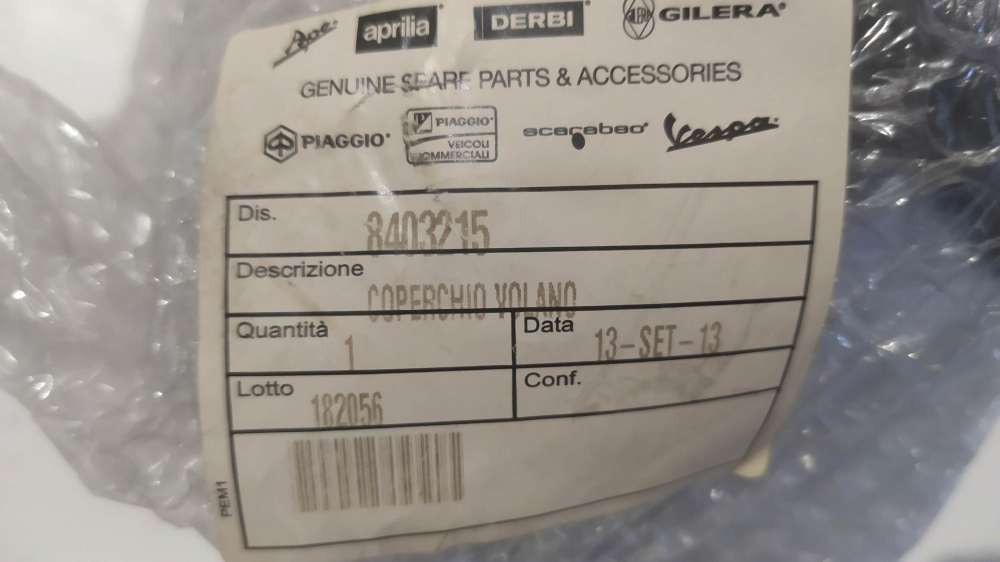 Ape
aprilia
DERBI
GILERA
GENUINE SPARE PARTS & ACCESSORIES
PIAGGIO
PIAGGIO
VEICOLI
COMMERCIALI
scarabeo
Vespa
Dis.
8403215
Descrizione
COPERCHIO VOLANO
Quantità
1
Data
13-SET-13
Lotto
182056
Conf.
PEM1